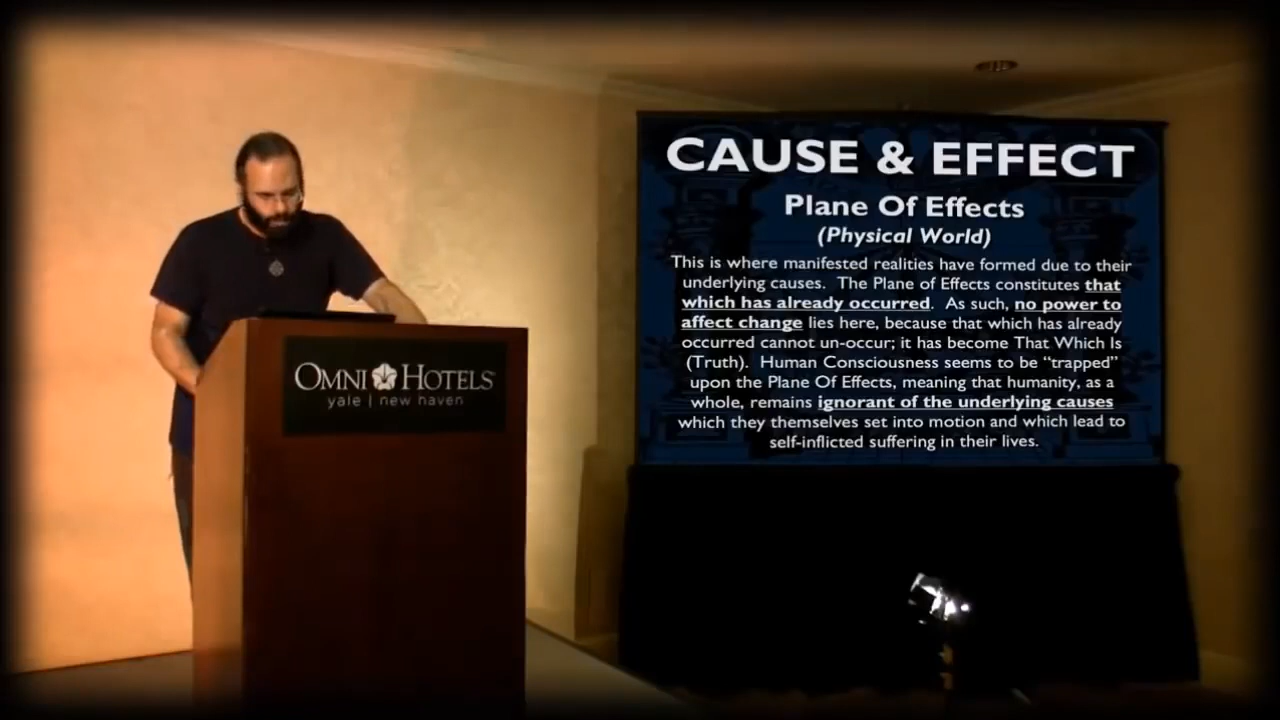 OMNI HOTELS
yale | new haven
CAUSE & EFFECT
Plane Of Effects
(Physical World)
This is where manifested realities have formed due to their
underlying causes. The Plane of Effects constitutes that
which has already occurred. As such, no power to
affect change lies here, because that which has already
occurred cannot un-occur; it has become That Which Is
(Truth). Human Consciousness seems to be “trapped”
upon the Plane Of Effects, meaning that humanity, as a
whole, remains ignorant of the underlying causes
which they themselves set into motion and which lead to
self-inflicted suffering in their lives.